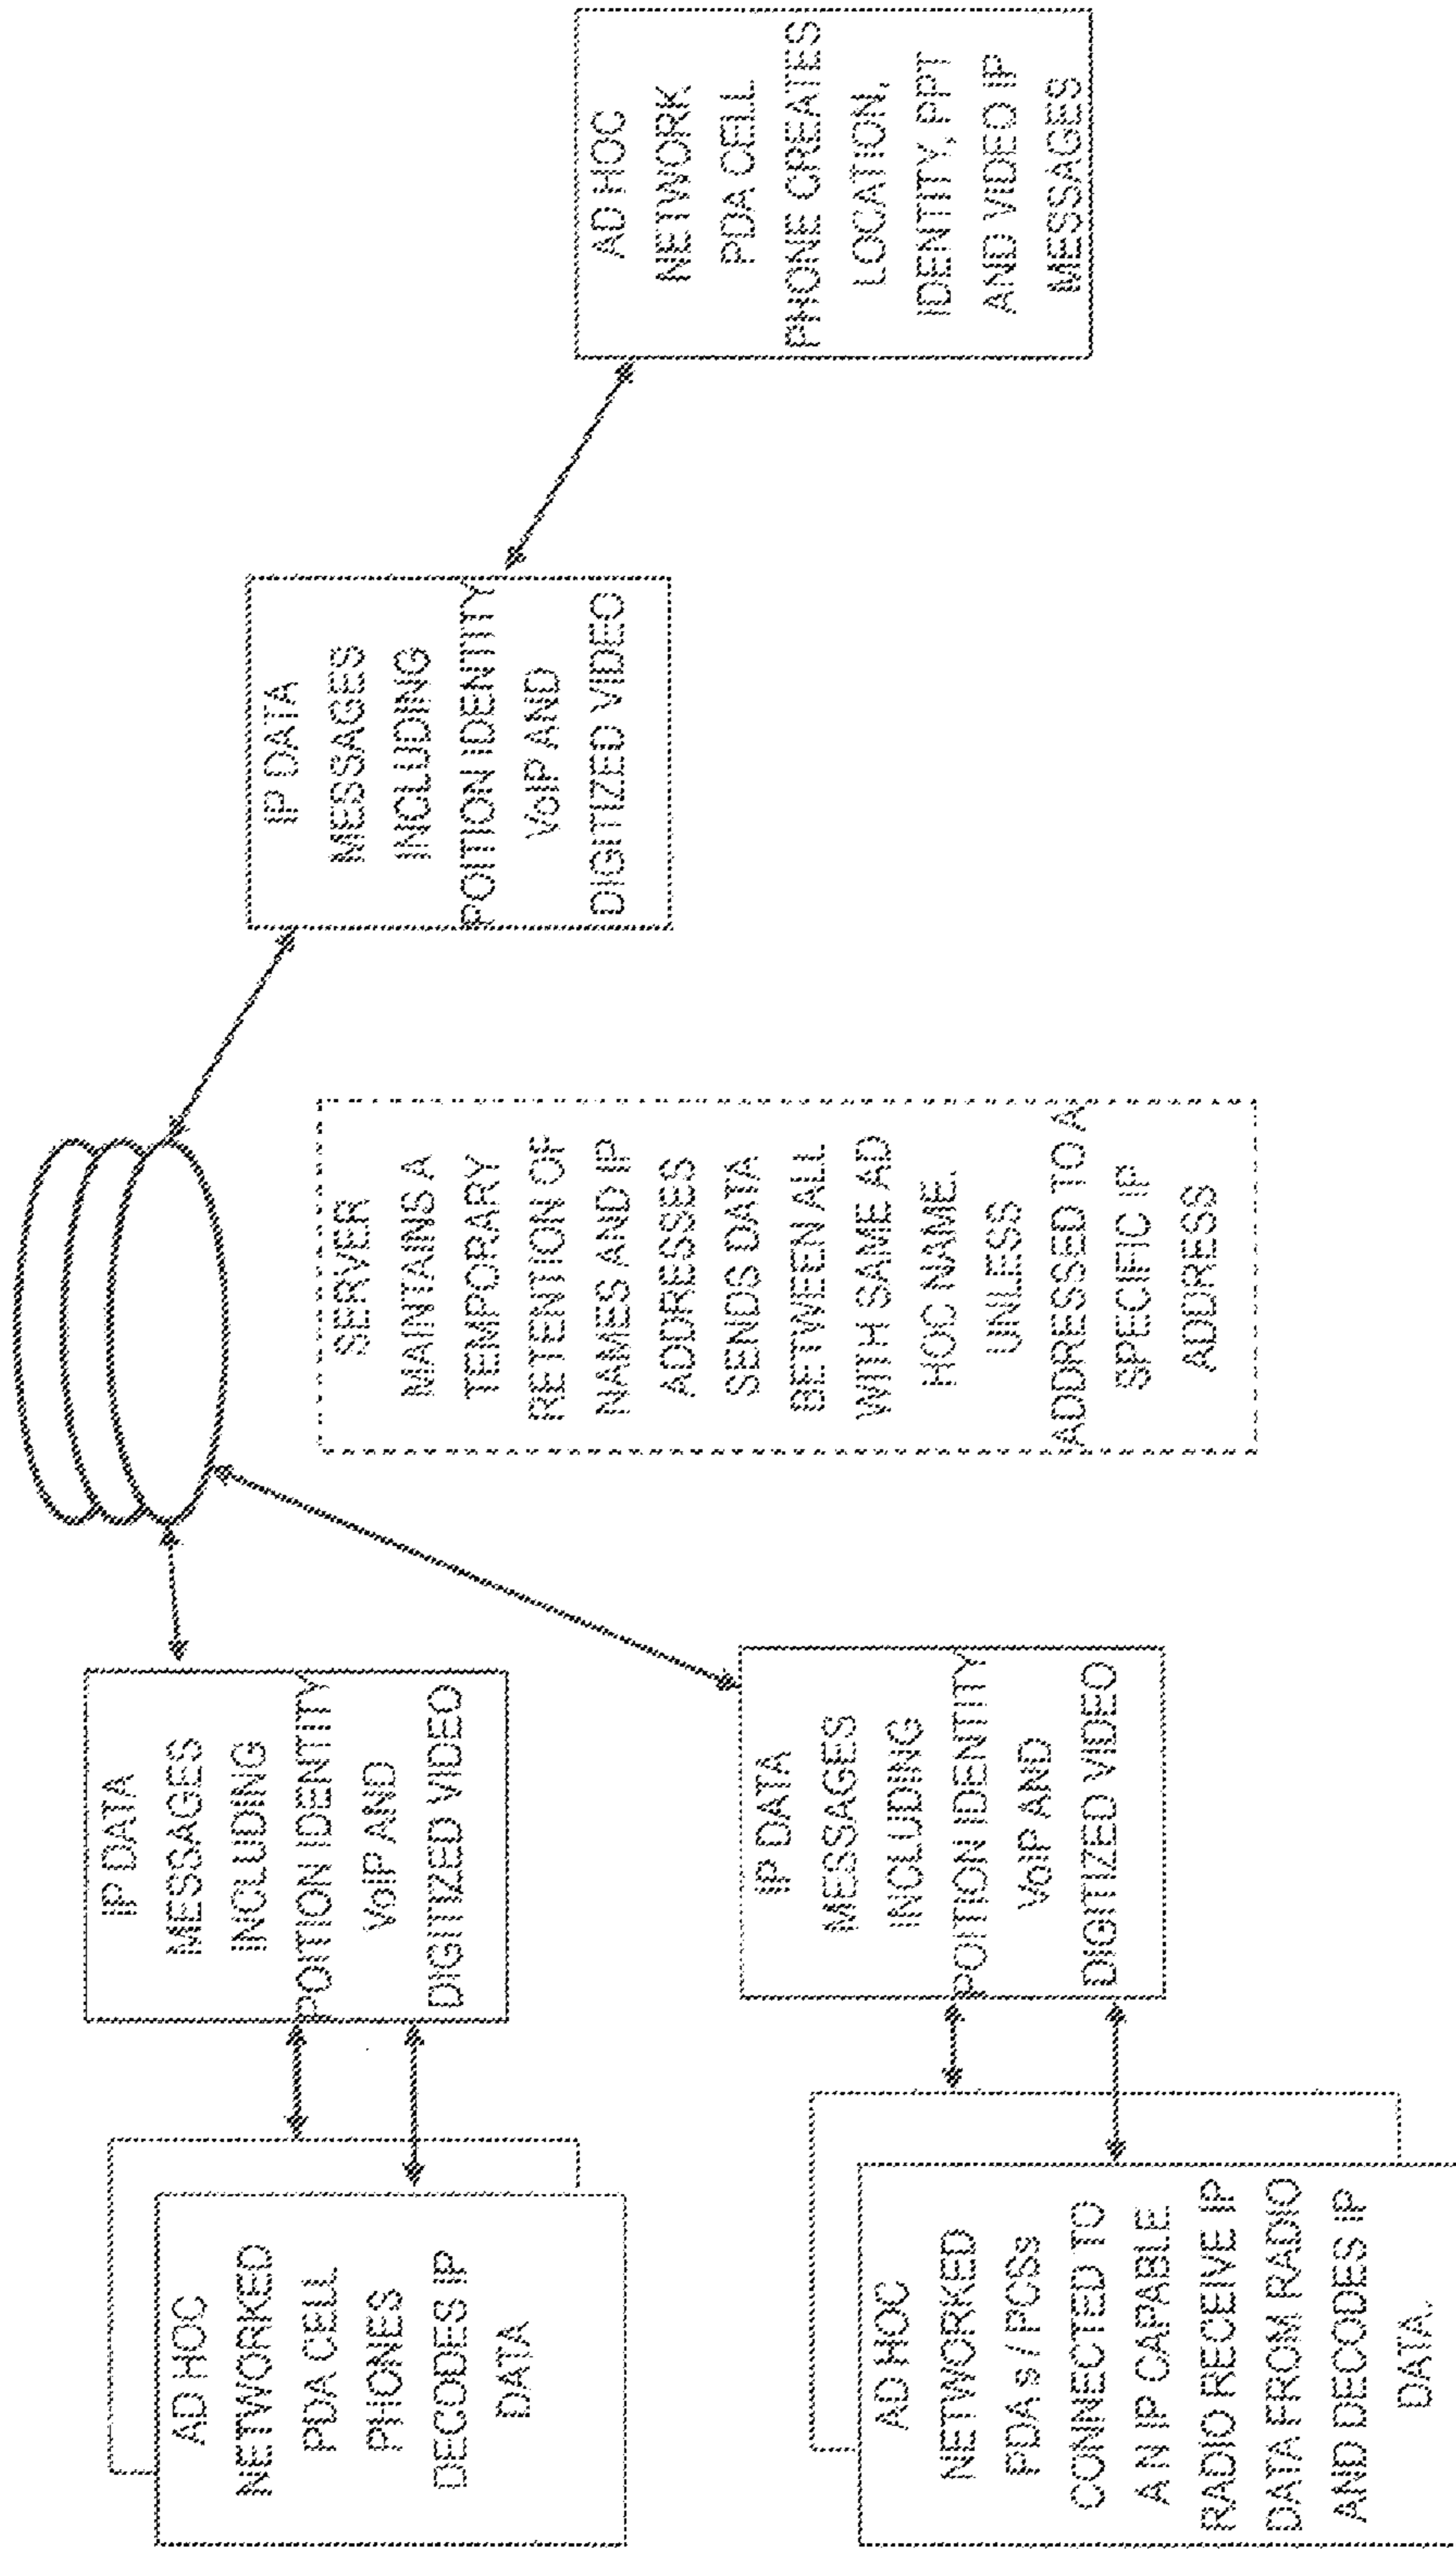 AD HOC
NETWORKED
PDA CELL
PHONES
DECODES IP
DATA
IP DATA
MESSAGES
INCLUDING
POITION IDENTITY
VoIP AND
DIGITIZED VIDEO
SERVER
MAINTAINS A
TEMPORARY
RETENTION OF
NAMES AND IP
ADDRESSES
SENDS DATA
BETWEEN ALL
WITH SAME AD
HOC NAME.
UNLESS
ADDRESSED TO A
SPECIFIC IP
ADDRESS
IP DATA
MESSAGES
INCLUDING
POITION IDENTITY
VoIP AND
DIGITIZED VIDEO
AD HOC
NETWORK
PDA CELL
PHONE CREATES
LOCATION,
IDENTITY, PPT
AND VIDEO IP
MESSAGES
AD HOC
NETWORKED
PDAs / PCSs
CONNECTED TO
AN IP CAPABLE
RADIO RECEIVE IP
DATA FROM RADIO
AND DECODES IP
DATA.
IP DATA
MESSAGES
INCLUDING
POITION IDENTITY
VoIP AND
DIGITIZED VIDEO